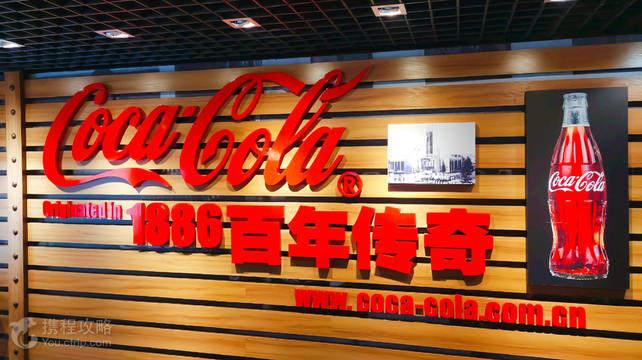 Coca-Cola®
Originated in 1886 百年传奇
www.coca-cola.com.cn
Coca-Cola
携程攻略
You.ctrip.com